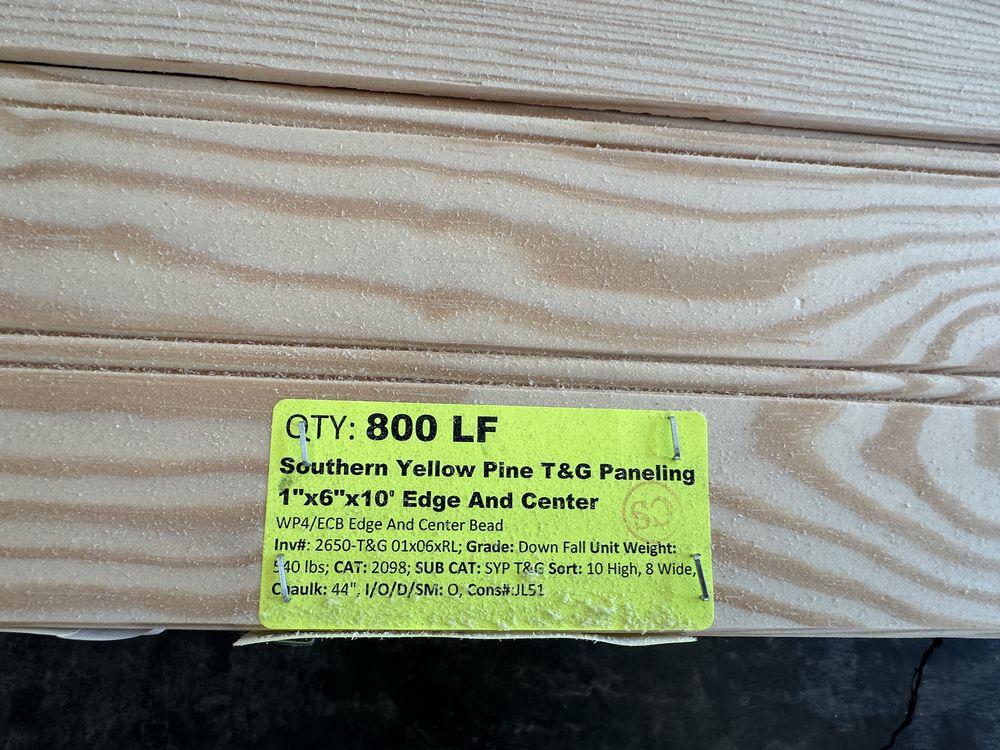 QTY: 800 LF
Southern Yellow Pine T&G Paneling
1"x6"x10' Edge And Center
WP4/ECB Edge And Center Bead
Inv#: 2650-T&G 01x06xRL; Grade: Down Fall Unit Weight:
540 lbs; CAT: 2098; SUB CAT: SYP T&G Sort: 10 High, 8 Wide,
Chaulk: 44", I/O/D/SM: O, Cons#:JL51